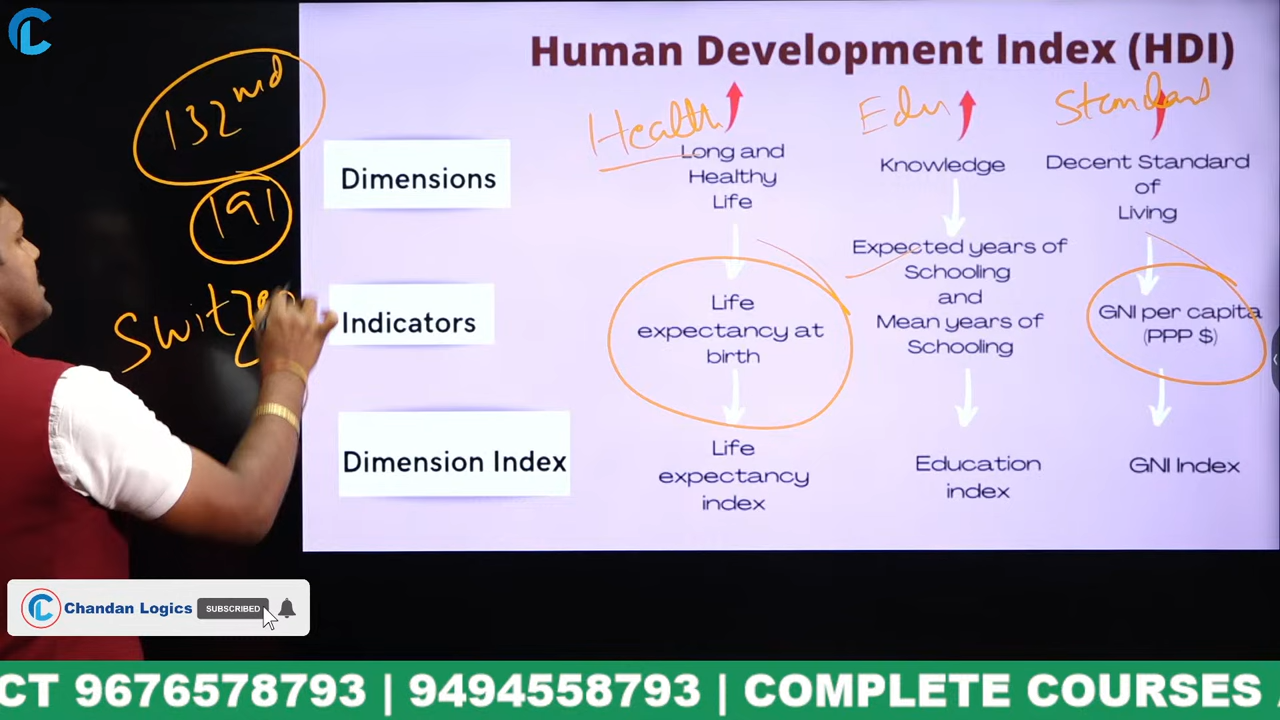 Human Development Index (HDI)
132nd
191
Switzer
Health
Edu
Standard
Dimensions
Long and
Healthy
Life
Knowledge
Decent Standard
of
Living
Indicators
Life
expectancy at
birth
Expected years of
Schooling
and
Mean years of
Schooling
GNI per capita
(PPP $)
Dimension Index
Life
expectancy
index
Education
index
GNI Index
Chandan Logics
SUBSCRIBED
CT 9676578793 | 9494558793 | COMPLETE COURSES